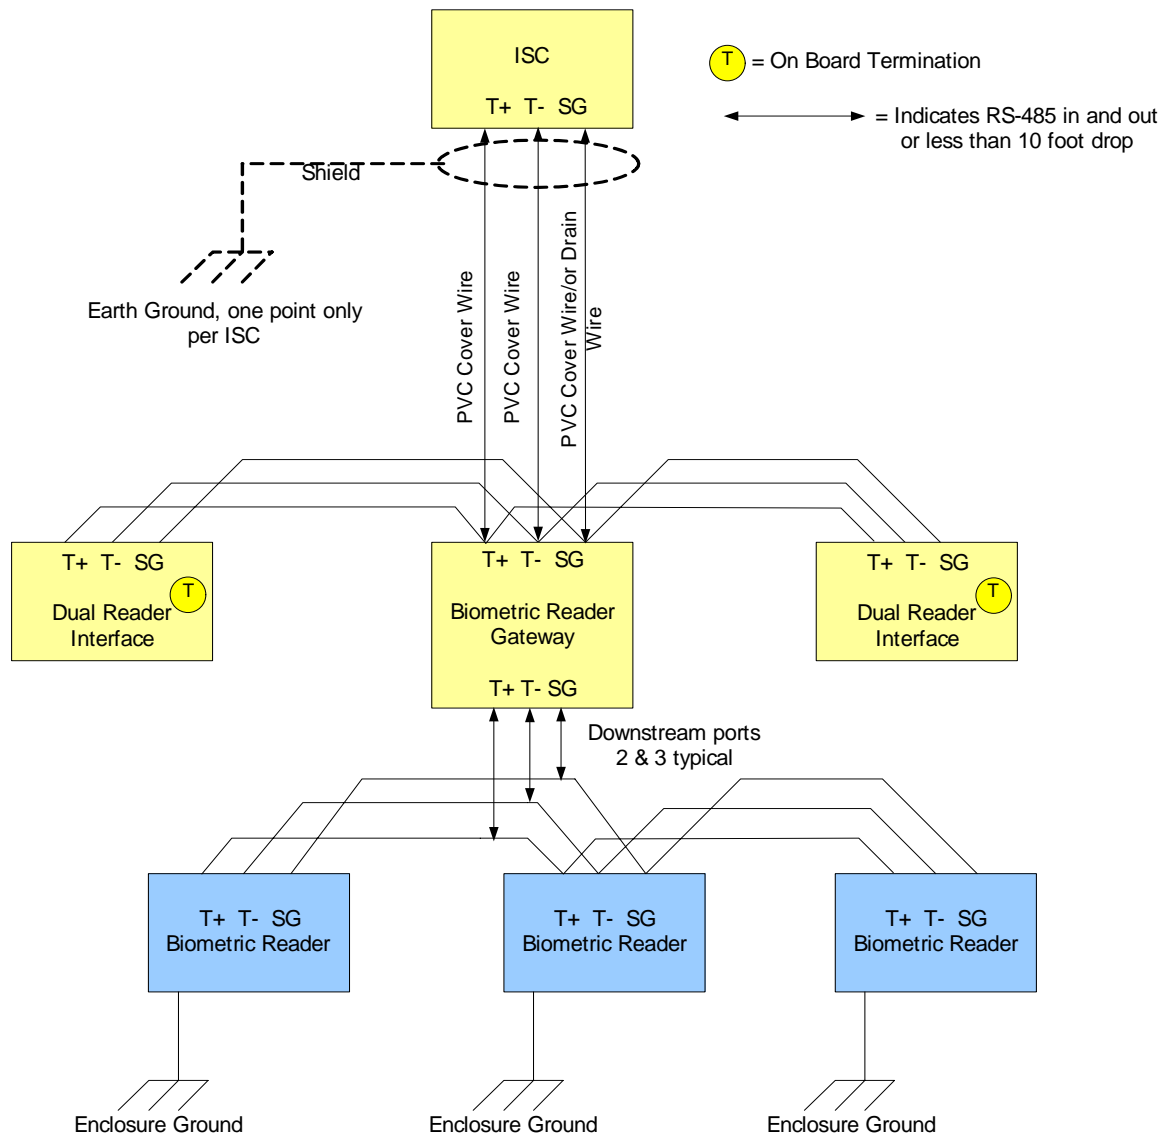 ISC
T+ T- SG
T = On Board Termination
= Indicates RS-485 in and out
or less than 10 foot drop
Shield
Earth Ground, one point only
per ISC
PVC Cover Wire
PVC Cover Wire
PVC Cover Wire/or Drain
Wire
T+ T- SG
T
Dual Reader
Interface
T+ T- SG
Biometric Reader
Gateway
T+ T- SG
T+ T- SG
T
Dual Reader
Interface
Downstream ports
2 & 3 typical
T+ T- SG
Biometric Reader
T+ T- SG
Biometric Reader
T+ T- SG
Biometric Reader
Enclosure Ground
Enclosure Ground
Enclosure Ground